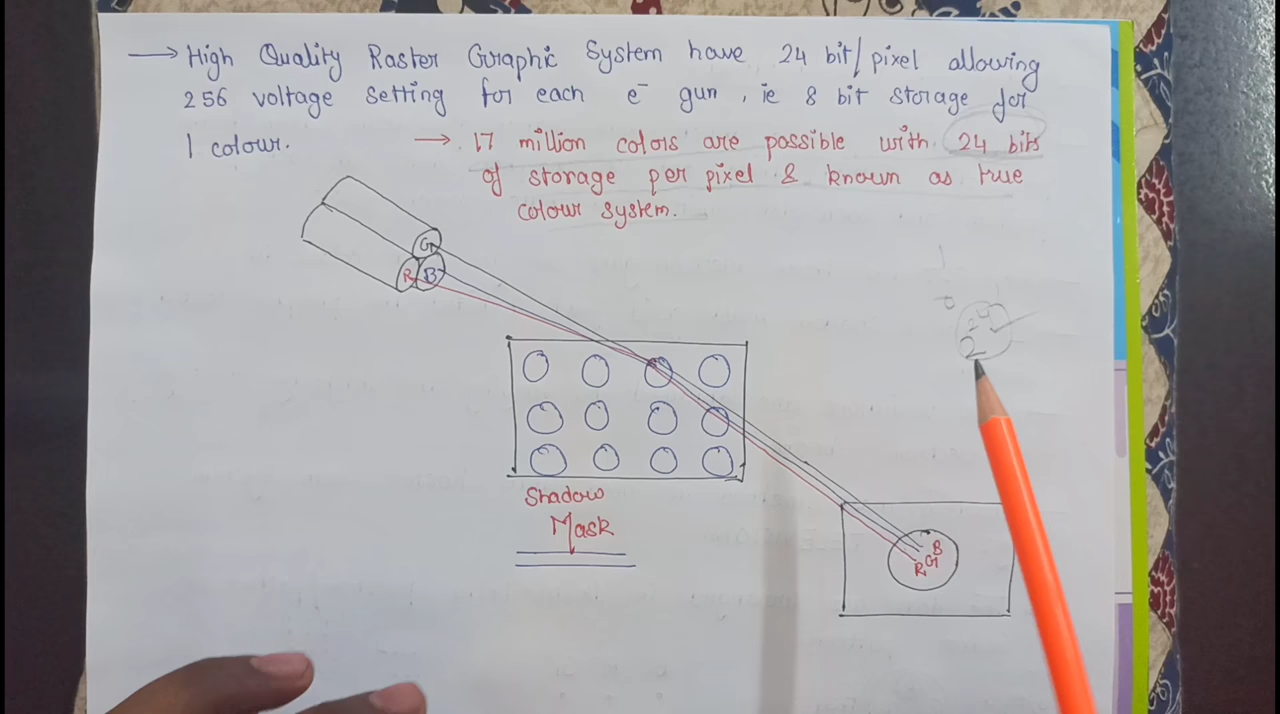 → High Quality Raster Graphic System have 24 bit/pixel allowing
256 voltage setting for each e⁻ gun, ie 8 bit storage for
1 colour.
→ 17 million colors are possible with 24 bits
of storage per pixel & known as true
colour system.
G
R B
Shadow
Mask
B
R G